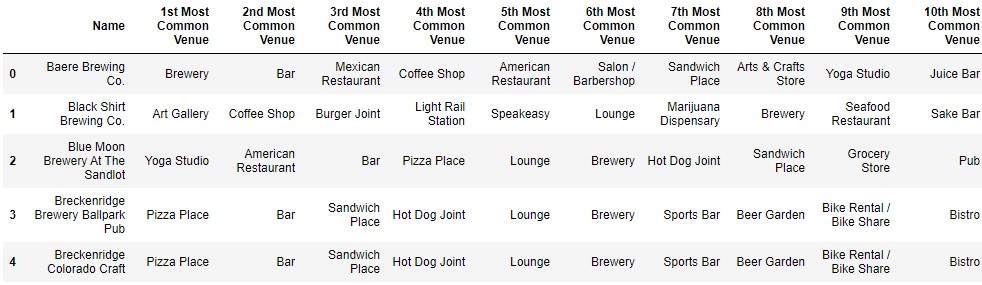 Name 1st Most Common Venue 2nd Most Common Venue 3rd Most Common Venue 4th Most Common Venue 5th Most Common Venue 6th Most Common Venue 7th Most Common Venue 8th Most Common Venue 9th Most Common Venue 10th Most Common Venue
0 Baere Brewing Co. Brewery Bar Mexican Restaurant Coffee Shop American Restaurant Salon / Barbershop Sandwich Place Arts & Crafts Store Yoga Studio Juice Bar
1 Black Shirt Brewing Co. Art Gallery Coffee Shop Burger Joint Light Rail Station Speakeasy Lounge Marijuana Dispensary Brewery Seafood Restaurant Sake Bar
2 Blue Moon Brewery At The Sandlot Yoga Studio American Restaurant Bar Pizza Place Lounge Brewery Hot Dog Joint Sandwich Place Grocery Store Pub
3 Breckenridge Brewery Ballpark Pub Pizza Place Bar Sandwich Place Hot Dog Joint Lounge Brewery Sports Bar Beer Garden Bike Rental / Bike Share Bistro
4 Breckenridge Colorado Craft Pizza Place Bar Sandwich Place Hot Dog Joint Lounge Brewery Sports Bar Beer Garden Bike Rental / Bike Share Bistro